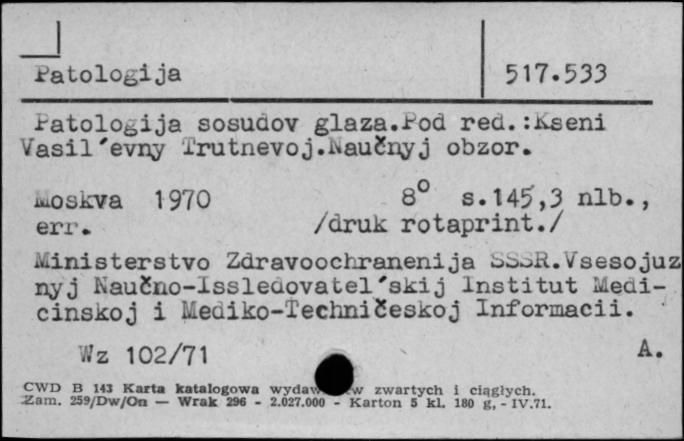 Patologija 517.533
Patologija sosudov glaza.Pod red.:Kseni
Vasil´evny Trutnevoj.Naučnyj obzor.
Moskva 1970 8° s.145,3 nlb.,
err. /druk rotaprint./
Ministerstvo Zdravoochranenija SSSR.Vsesojuz
nyj Naučno-Issledovatel´skij Institut Medi-
cinskoj i Mediko-Techničeskoj Informacii.
Wz 102/71 A.
CWD B 143 Karta katalogowa zwartych i ciągłych.
Zam. 259/Dw/On — Wrak 296 - 2.027.000 - Karton 5 kl. 180 g, - IV.71.